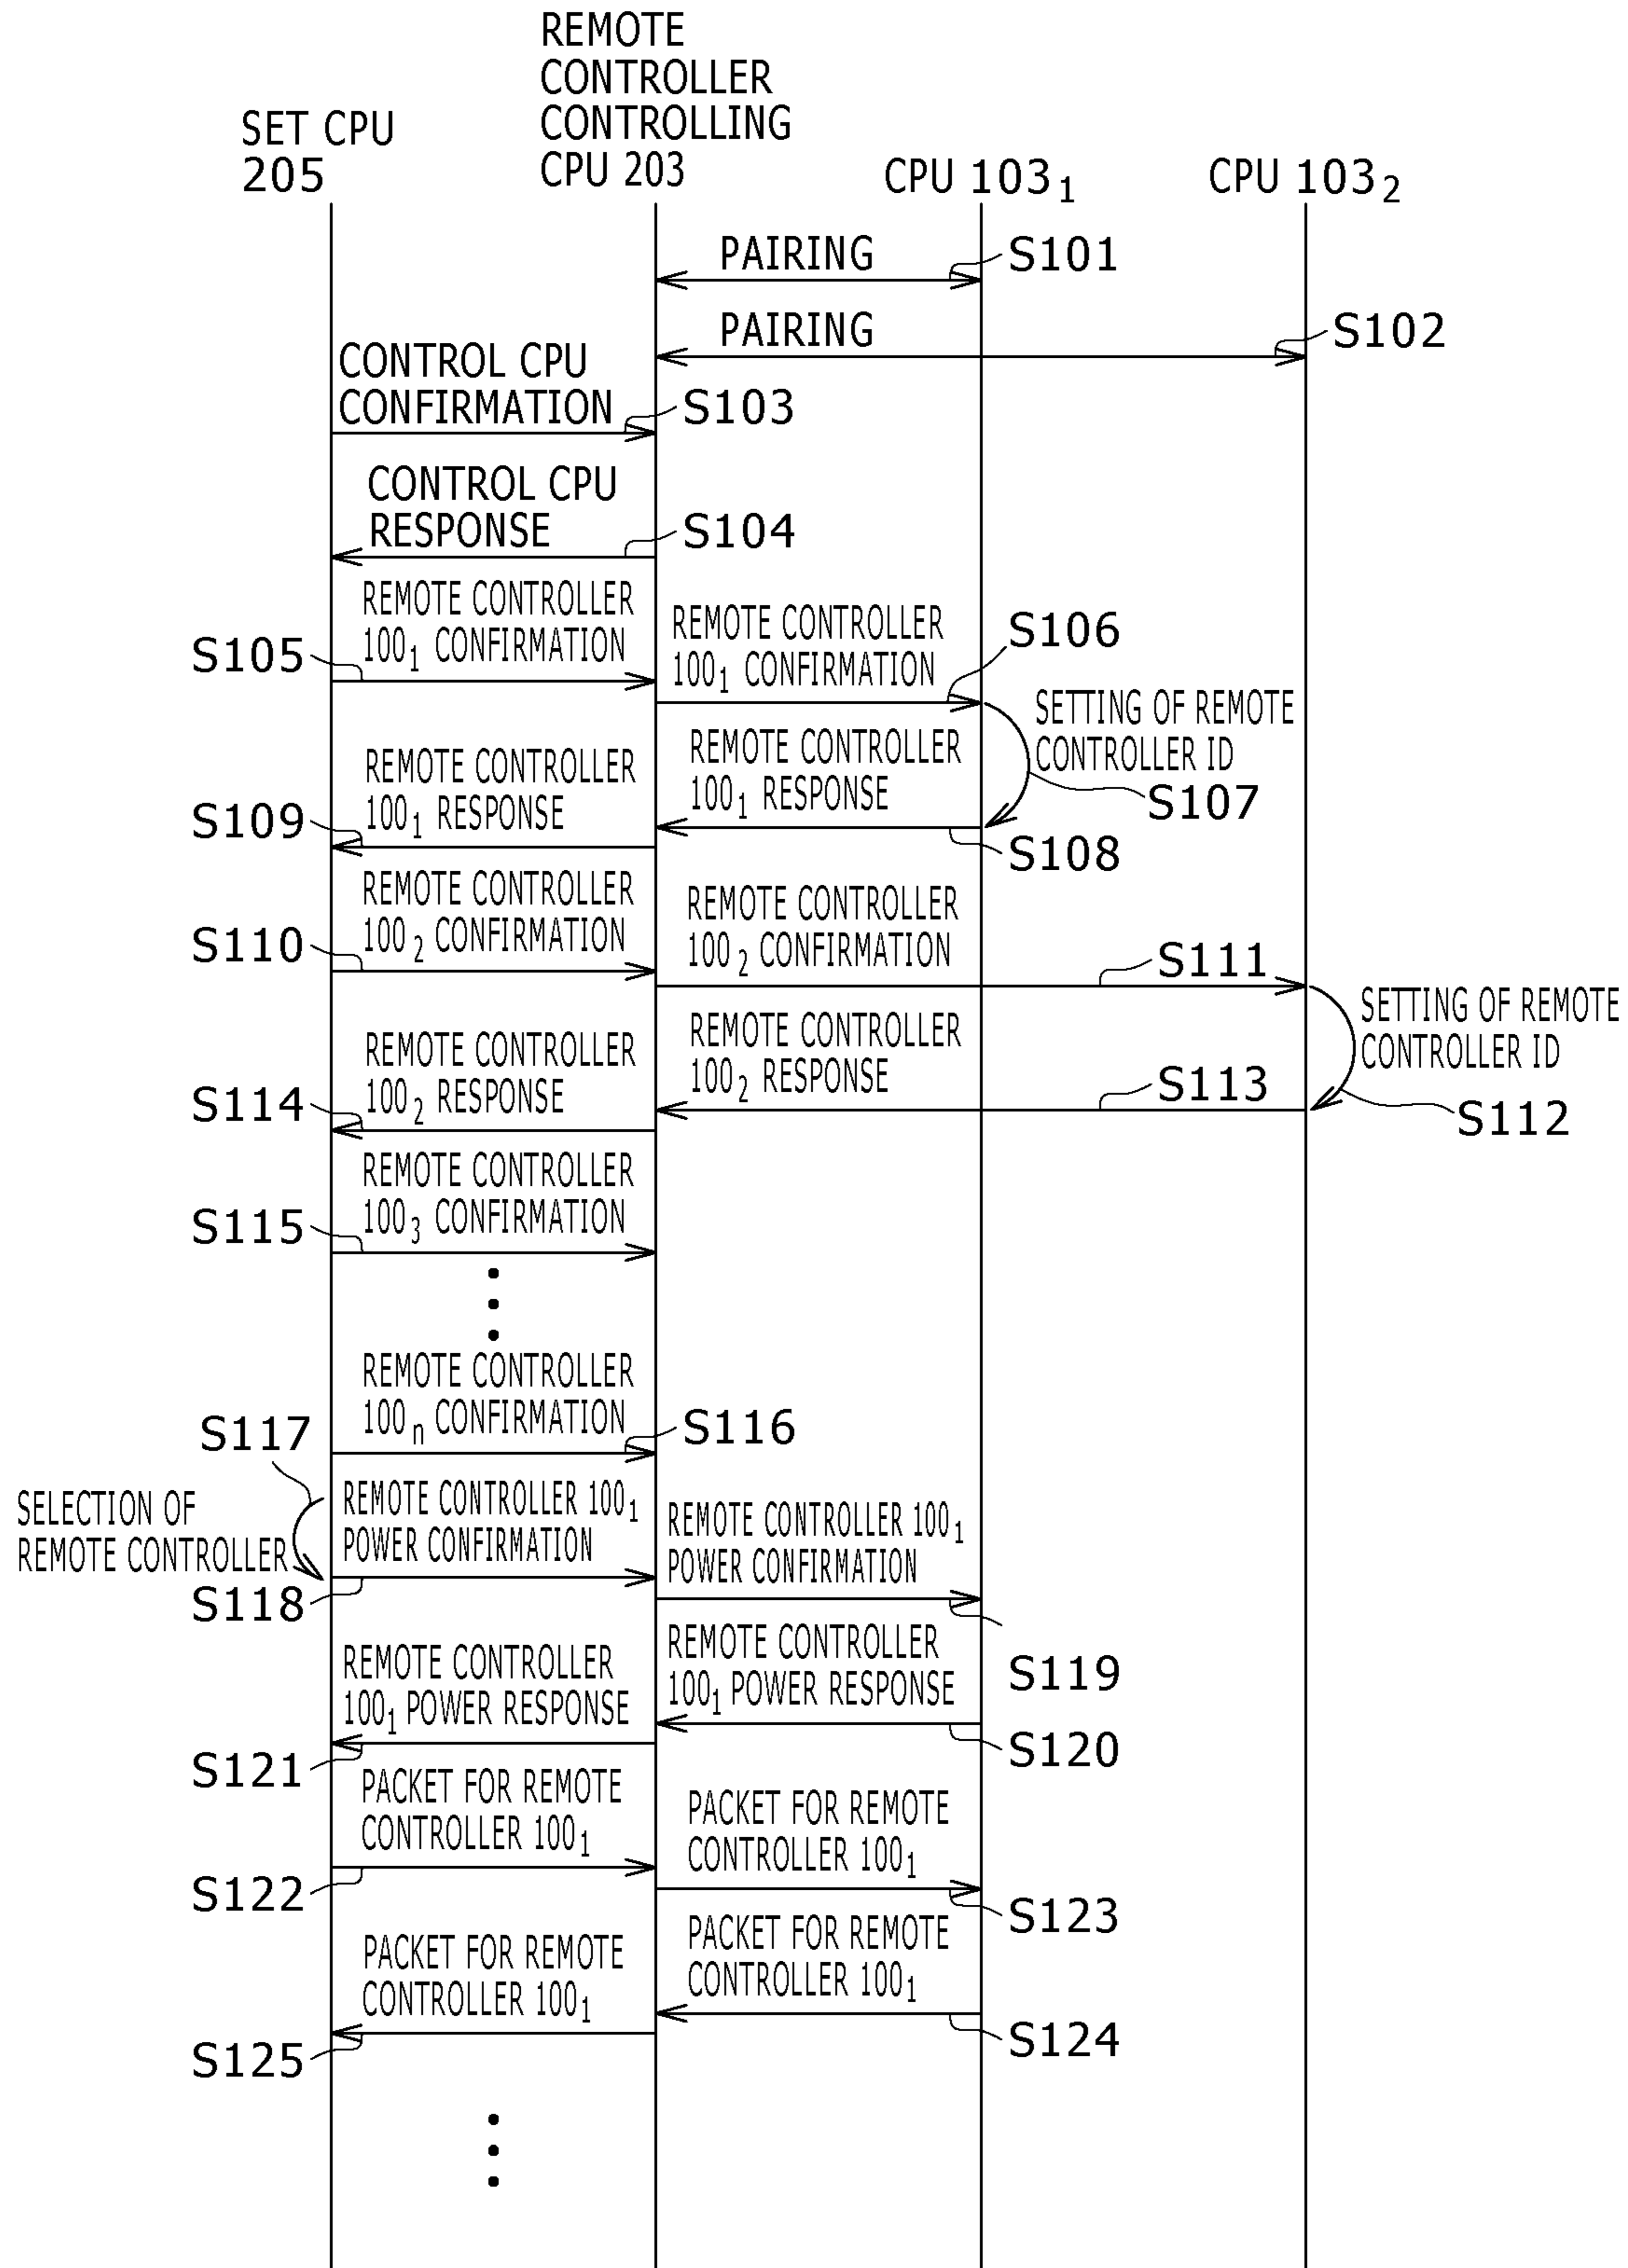 REMOTE
CONTROLLER
CONTROLLING
CPU 203
SET CPU
205
CPU 103₁
CPU 103₂
PAIRING
S101
PAIRING
S102
CONTROL CPU
CONFIRMATION
S103
CONTROL CPU
RESPONSE
S104
REMOTE CONTROLLER
100₁ CONFIRMATION
S105
REMOTE CONTROLLER
100₁ CONFIRMATION
S106
SETTING OF REMOTE
CONTROLLER ID
S107
REMOTE CONTROLLER
100₁ RESPONSE
S108
REMOTE CONTROLLER
100₁ RESPONSE
S109
REMOTE CONTROLLER
100₂ CONFIRMATION
S110
REMOTE CONTROLLER
100₂ CONFIRMATION
S111
SETTING OF REMOTE
CONTROLLER ID
S112
REMOTE CONTROLLER
100₂ RESPONSE
S113
REMOTE CONTROLLER
100₂ RESPONSE
S114
REMOTE CONTROLLER
100₃ CONFIRMATION
S115
REMOTE CONTROLLER
100ₙ CONFIRMATION
S116
S117
SELECTION OF
REMOTE CONTROLLER
REMOTE CONTROLLER 100₁
POWER CONFIRMATION
S118
REMOTE CONTROLLER 100₁
POWER CONFIRMATION
S119
REMOTE CONTROLLER
100₁ POWER RESPONSE
S120
REMOTE CONTROLLER
100₁ POWER RESPONSE
S121
PACKET FOR REMOTE
CONTROLLER 100₁
S122
PACKET FOR REMOTE
CONTROLLER 100₁
S123
PACKET FOR REMOTE
CONTROLLER 100₁
S124
PACKET FOR REMOTE
CONTROLLER 100₁
S125